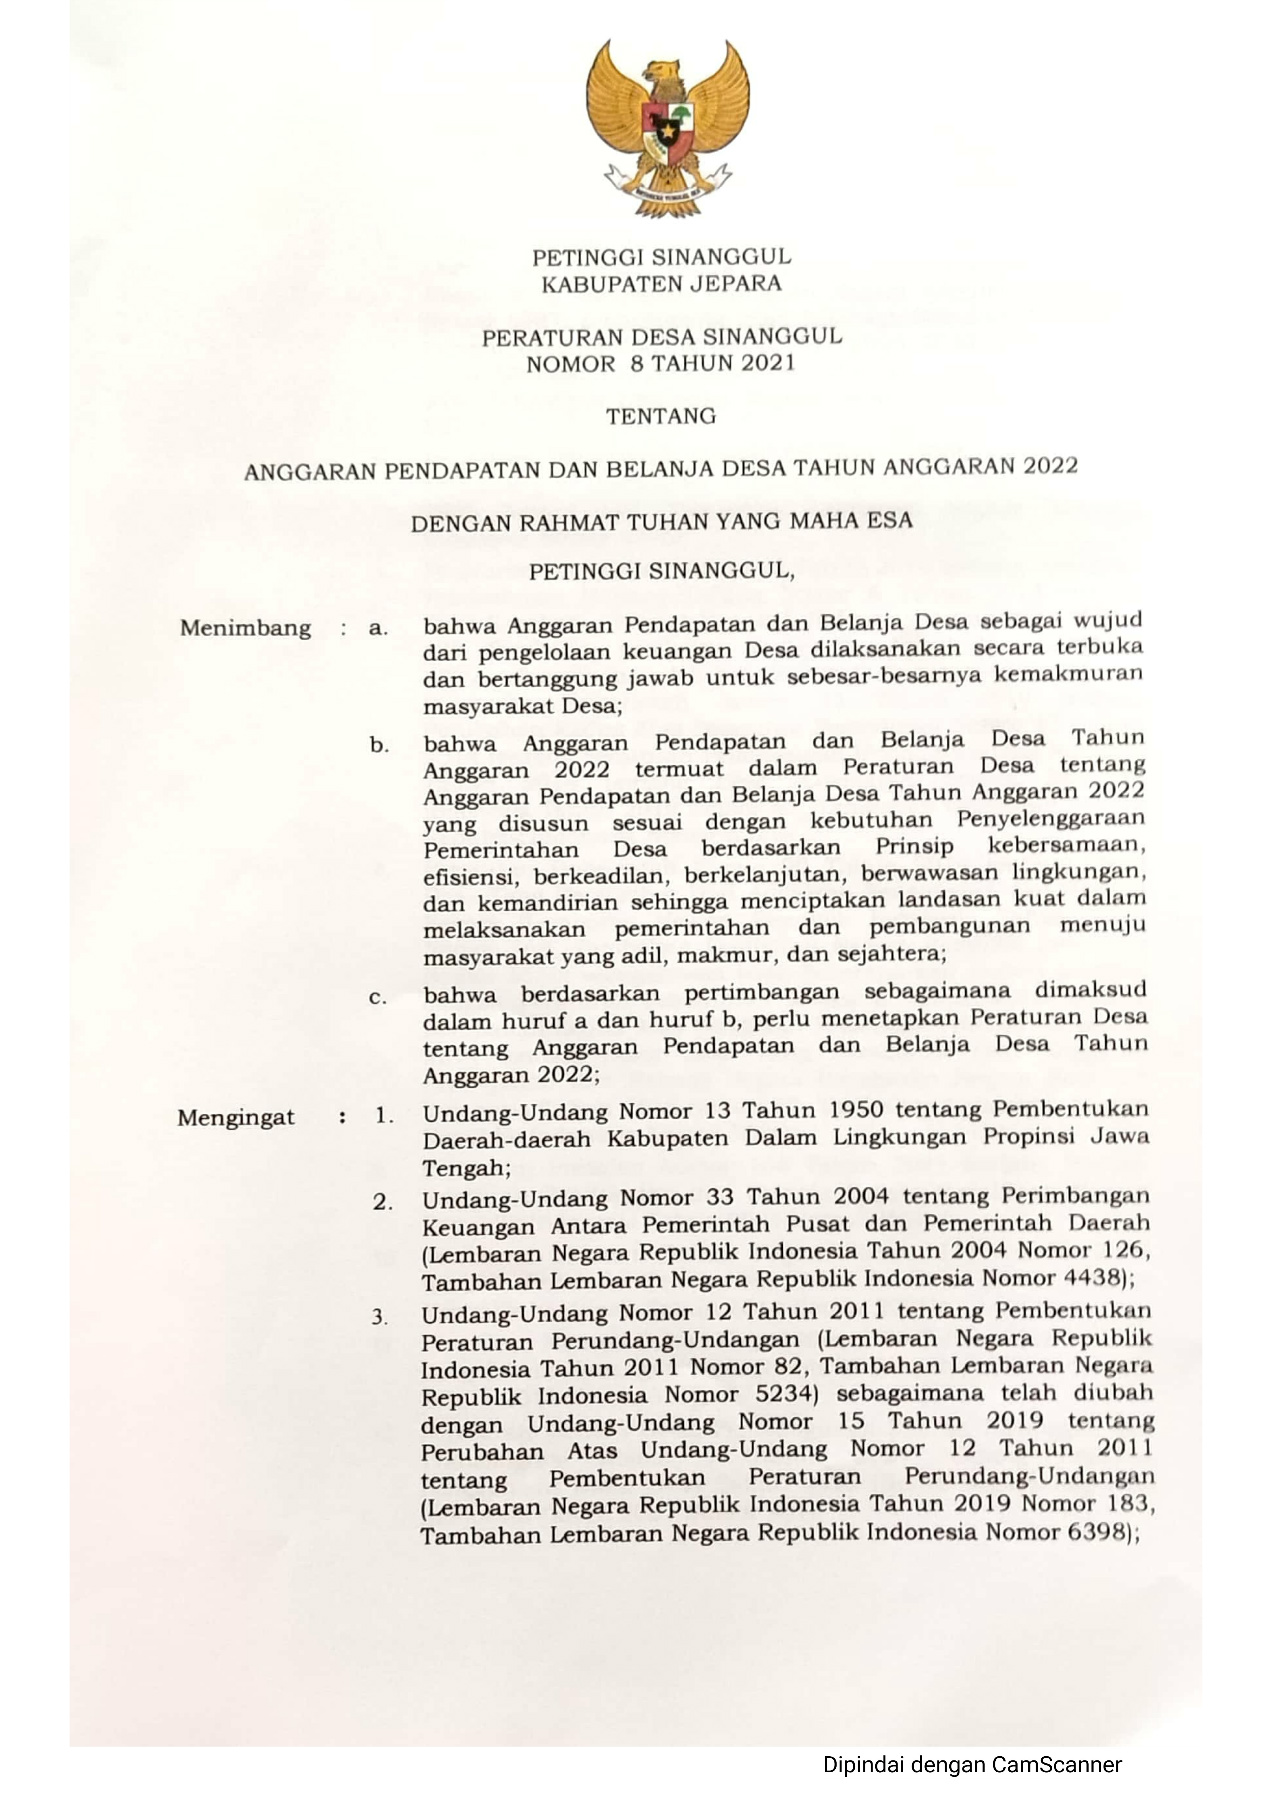 PETINGGI SINANGGUL
KABUPATEN JEPARA
PERATURAN DESA SINANGGUL
NOMOR 8 TAHUN 2021
TENTANG
ANGGARAN PENDAPATAN DAN BELANJA DESA TAHUN ANGGARAN 2022
DENGAN RAHMAT TUHAN YANG MAHA ESA
PETINGGI SINANGGUL,
Menimbang : a. bahwa Anggaran Pendapatan dan Belanja Desa sebagai wujud
dari pengelolaan keuangan Desa dilaksanakan secara terbuka
dan bertanggung jawab untuk sebesar-besarnya kemakmuran
masyarakat Desa;
b. bahwa Anggaran Pendapatan dan Belanja Desa Tahun
Anggaran 2022 termuat dalam Peraturan Desa tentang
Anggaran Pendapatan dan Belanja Desa Tahun Anggaran 2022
yang disusun sesuai dengan kebutuhan Penyelenggaraan
Pemerintahan Desa berdasarkan Prinsip kebersamaan,
efisiensi, berkeadilan, berkelanjutan, berwawasan lingkungan,
dan kemandirian sehingga menciptakan landasan kuat dalam
melaksanakan pemerintahan dan pembangunan menuju
masyarakat yang adil, makmur, dan sejahtera;
c. bahwa berdasarkan pertimbangan sebagaimana dimaksud
dalam huruf a dan huruf b, perlu menetapkan Peraturan Desa
tentang Anggaran Pendapatan dan Belanja Desa Tahun
Anggaran 2022;
Mengingat : 1. Undang-Undang Nomor 13 Tahun 1950 tentang Pembentukan
Daerah-daerah Kabupaten Dalam Lingkungan Propinsi Jawa
Tengah;
2. Undang-Undang Nomor 33 Tahun 2004 tentang Perimbangan
Keuangan Antara Pemerintah Pusat dan Pemerintah Daerah
(Lembaran Negara Republik Indonesia Tahun 2004 Nomor 126,
Tambahan Lembaran Negara Republik Indonesia Nomor 4438);
3. Undang-Undang Nomor 12 Tahun 2011 tentang Pembentukan
Peraturan Perundang-Undangan (Lembaran Negara Republik
Indonesia Tahun 2011 Nomor 82, Tambahan Lembaran Negara
Republik Indonesia Nomor 5234) sebagaimana telah diubah
dengan Undang-Undang Nomor 15 Tahun 2019 tentang
Perubahan Atas Undang-Undang Nomor 12 Tahun 2011
tentang Pembentukan Peraturan Perundang-Undangan
(Lembaran Negara Republik Indonesia Tahun 2019 Nomor 183,
Tambahan Lembaran Negara Republik Indonesia Nomor 6398);
Dipindai dengan CamScanner